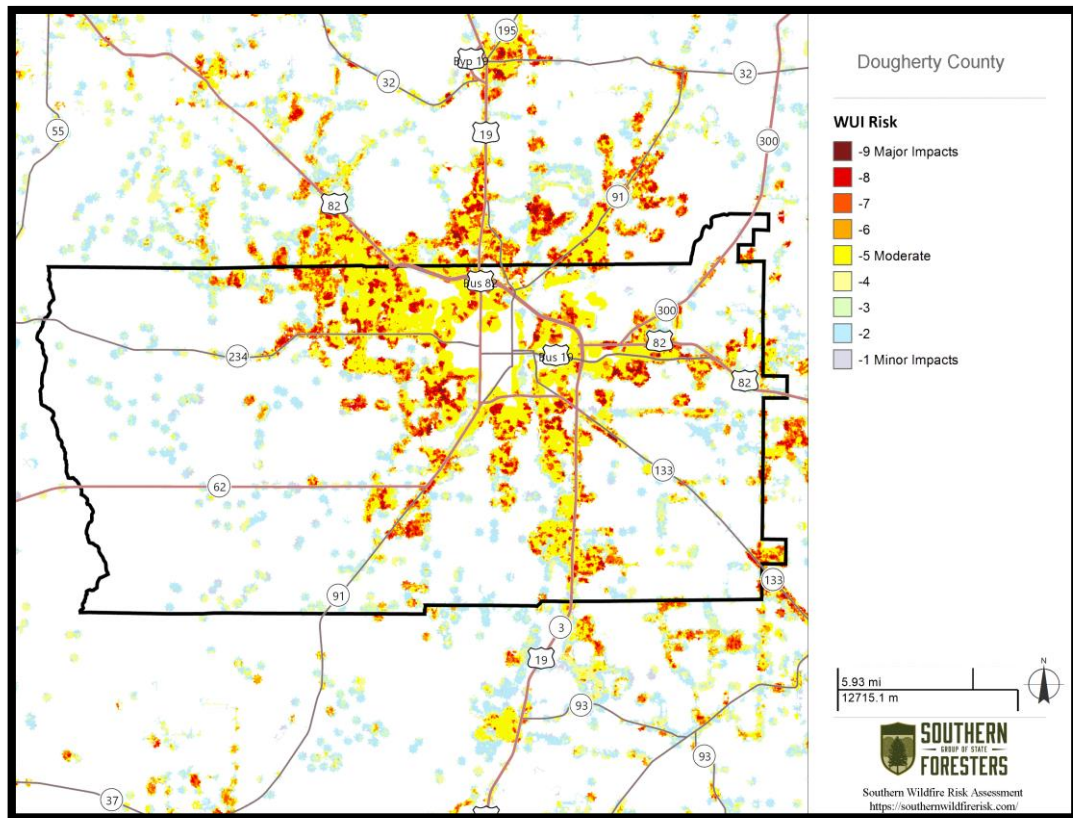 195
Byp 19
32
32
55
19
300
91
82
Bus 82
300
82
Bus 19
234
82
62
133
133
91
3
19
93
93
37
Dougherty County
WUI Risk
-9 Major Impacts
-8
-7
-6
-5 Moderate
-4
-3
-2
-1 Minor Impacts
5.93 mi
12715.1 m
N
SOUTHERN
GROUP OF STATE
FORESTERS
Southern Wildfire Risk Assessment
https://southernwildfirerisk.com/